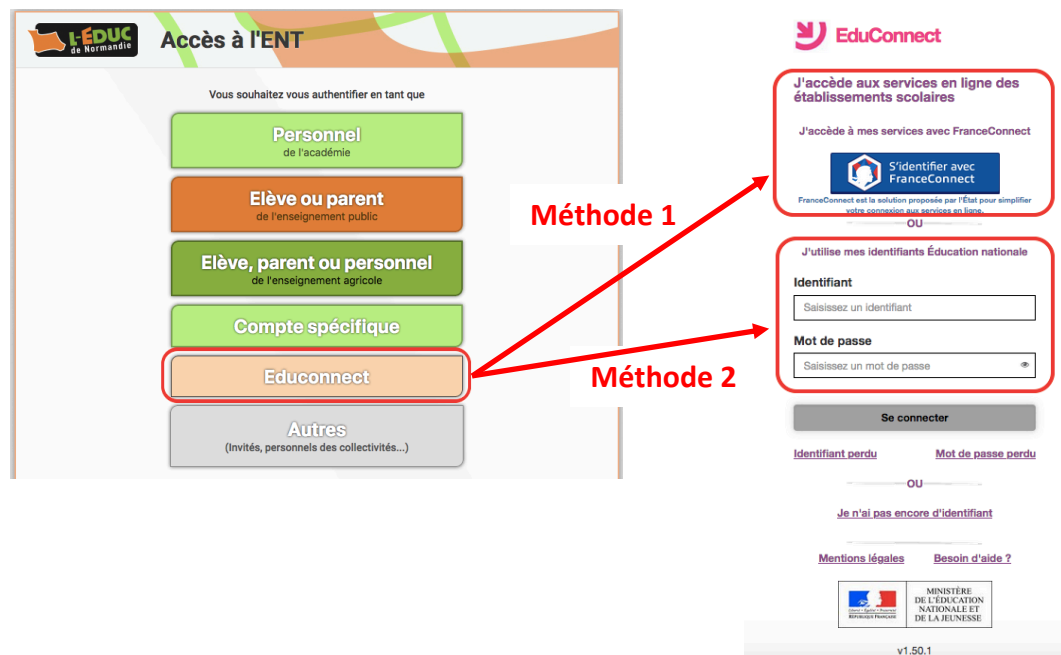 L'EDUC
de Normandie
Accès à l'ENT
Vous souhaitez vous authentifier en tant que
Personnel
de l'académie
Elève ou parent
de l'enseignement public
Elève, parent ou personnel
de l'enseignement agricole
Compte spécifique
Educonnect
Autres
(Invités, personnels des collectivités...)
Méthode 1
Méthode 2
EduConnect
J'accède aux services en ligne des
établissements scolaires
J'accède à mes services avec FranceConnect
S'identifier avec
FranceConnect
FranceConnect est la solution proposée par l'État pour simplifier
votre connexion aux services en ligne.
OU
J'utilise mes identifiants Éducation nationale
Identifiant
Saisissez un identifiant
Mot de passe
Saisissez un mot de passe
Se connecter
Identifiant perdu Mot de passe perdu
OU
Je n'ai pas encore d'identifiant
Mentions légales Besoin d'aide ?
Liberté • Égalité • Fraternité
RÉPUBLIQUE FRANÇAISE
MINISTÈRE
DE L'ÉDUCATION
NATIONALE ET
DE LA JEUNESSE
v1.50.1